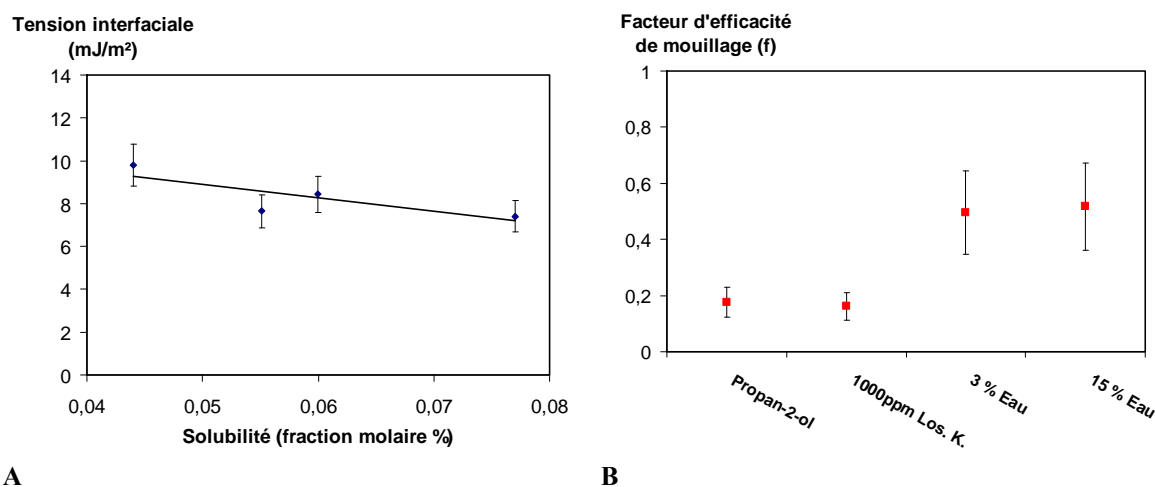 Tension interfaciale
(mJ/m²)
14
12
10
8
6
4
2
0
0,04
0,05
0,06
0,07
0,08
Solubilité (fraction molaire %)
A
Facteur d'efficacité
de mouillage (f)
1
0,8
0,6
0,4
0,2
0
Propan-2-ol
1000ppm Los. K.
3 % Eau
15 % Eau
B